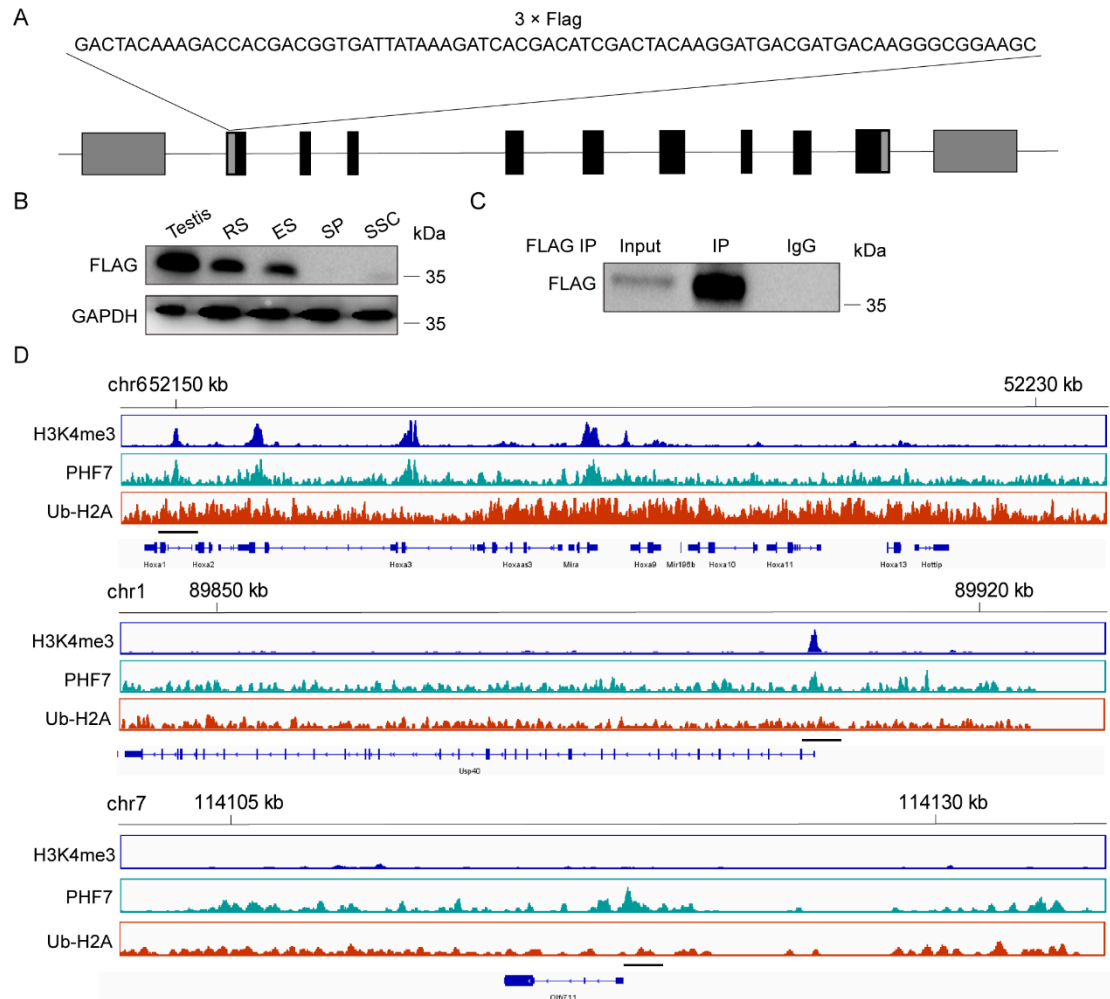 A
3 × Flag
GACTACAAAGACCACGACGGTGATTATAAAGATCACGACATCGACTACAAGGATGACGATGACAAGGGCGGAAGC
B
Testis RS ES SP SSC kDa
FLAG
35
GAPDH
35
C
FLAG IP Input IP IgG kDa
FLAG
35
D
chr6 52150 kb 52230 kb
H3K4me3
PHF7
Ub-H2A
Hoxa1 Hoxa2 Hoxa3 Hoxaas3 Mira Hoxa9 Mir196b Hoxa10 Hoxa11 Hoxa13 Hottip
chr1 89850 kb 89920 kb
H3K4me3
PHF7
Ub-H2A
Usp40
chr7 114105 kb 114130 kb
H3K4me3
PHF7
Ub-H2A